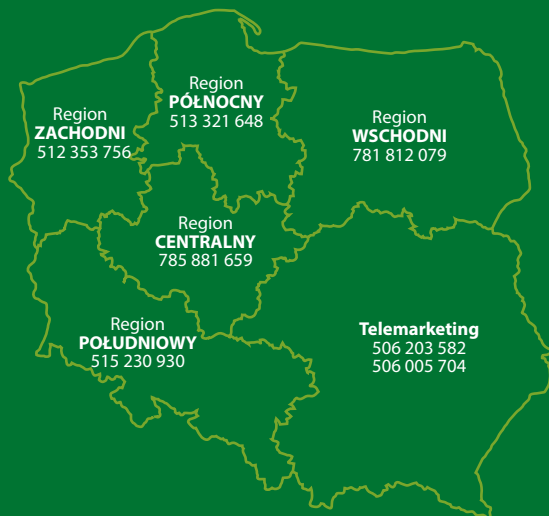 Region
PÓŁNOCNY
513 321 648
Region
ZACHODNI
512 353 756
Region
WSCHODNI
781 812 079
Region
CENTRALNY
785 881 659
Region
POŁUDNIOWY
515 230 930
Telemarketing
506 203 582
506 005 704